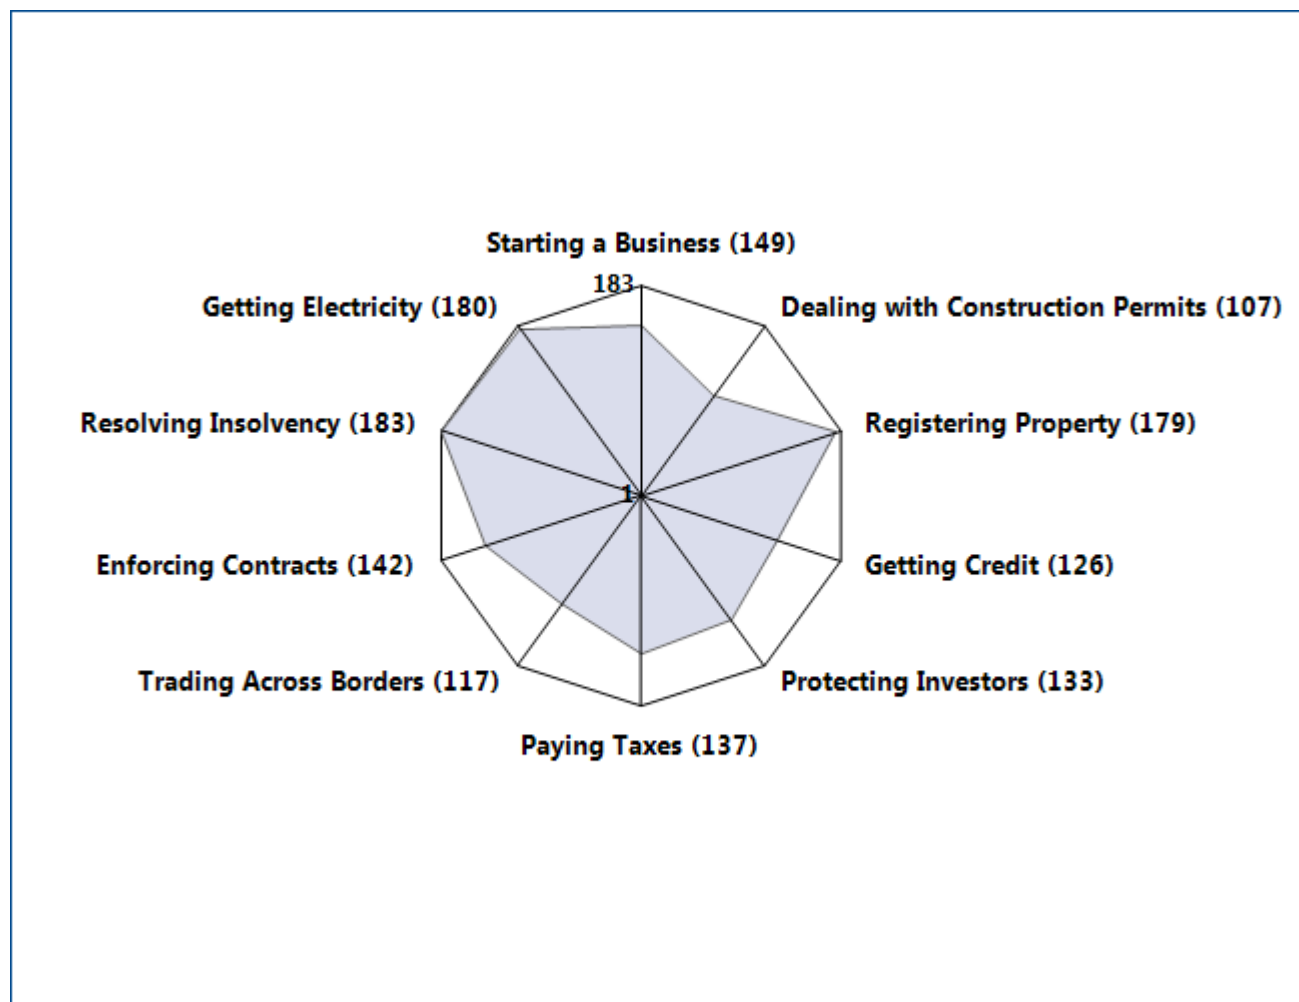 Starting a Business (149)
183
Getting Electricity (180)
Dealing with Construction Permits (107)
Resolving Insolvency (183)
Registering Property (179)
1
Enforcing Contracts (142)
Getting Credit (126)
Trading Across Borders (117)
Protecting Investors (133)
Paying Taxes (137)